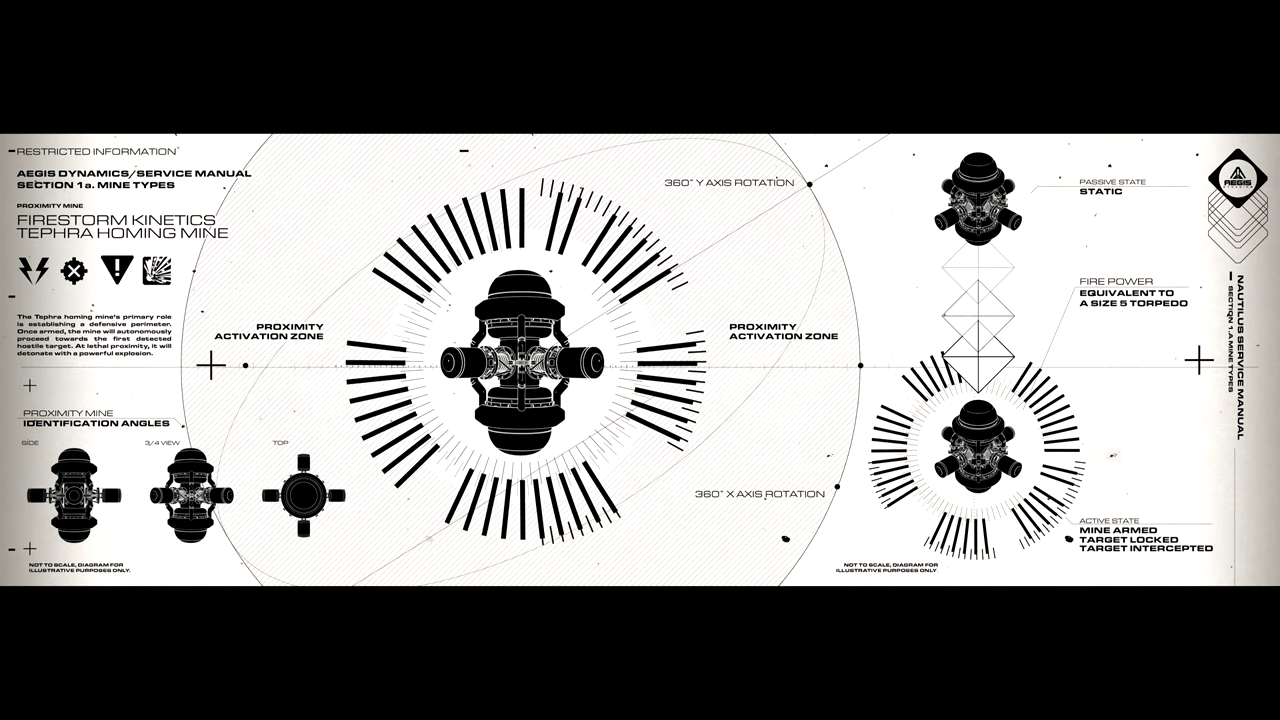 RESTRICTED INFORMATION
AEGIS DYNAMICS/SERVICE MANUAL
SECTION 1a. MINE TYPES
PROXIMITY MINE
FIRESTORM KINETICS
TEPHRA HOMING MINE
The Tephra homing mine's primary role
is establishing a defensive perimeter.
Once armed, the mine will autonomously
proceed towards the first detected
hostile target. At lethal proximity, it will
detonate with a powerful explosion.
PROXIMITY MINE
IDENTIFICATION ANGLES
SIDE
3/4 VIEW
TOP
NOT TO SCALE, DIAGRAM FOR
ILLUSTRATIVE PURPOSES ONLY.
PROXIMITY
ACTIVATION ZONE
360° Y AXIS ROTATION
PROXIMITY
ACTIVATION ZONE
360° X AXIS ROTATION
PASSIVE STATE
STATIC
FIRE POWER
EQUIVALENT TO
A SIZE 5 TORPEDO
ACTIVE STATE
MINE ARMED
TARGET LOCKED
TARGET INTERCEPTED
NOT TO SCALE, DIAGRAM FOR
ILLUSTRATIVE PURPOSES ONLY
AEGIS
DYNAMICS
NAUTILUS SERVICE MANUAL
SECTION 1.A MINE TYPES